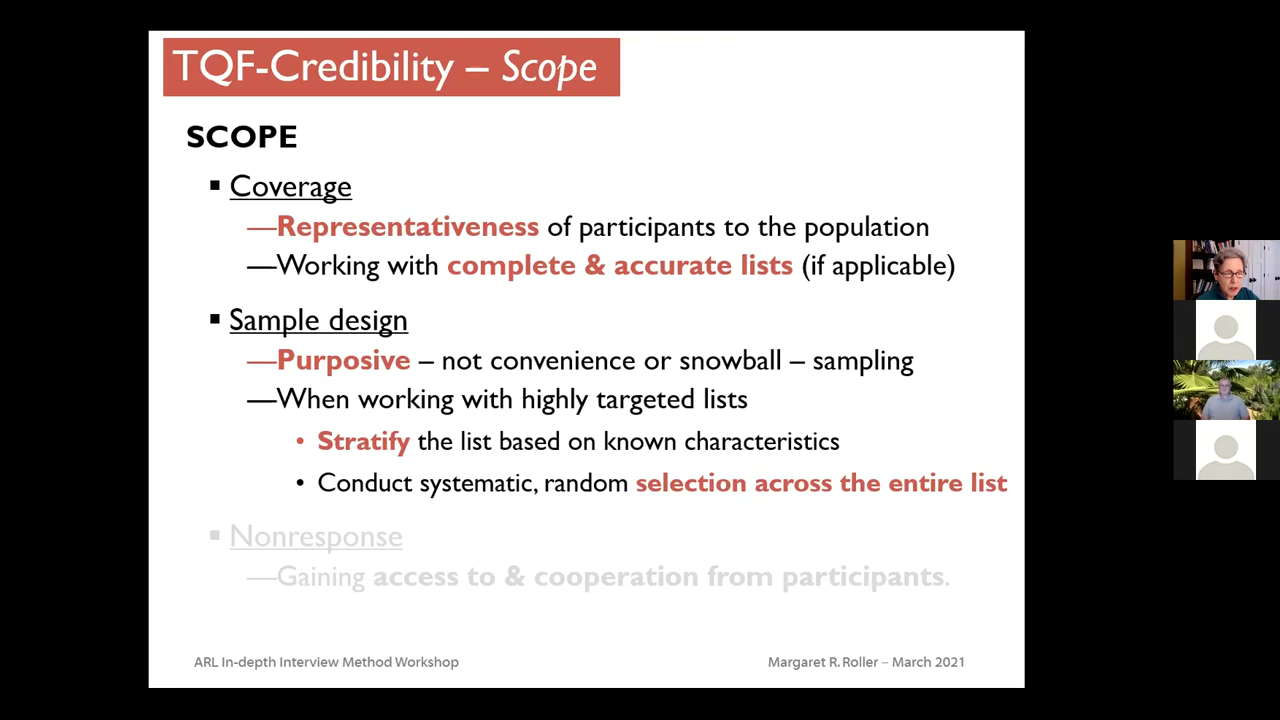 TQF-Credibility – Scope
SCOPE
▪ Coverage
—Representativeness of participants to the population
—Working with complete & accurate lists (if applicable)
▪ Sample design
—Purposive – not convenience or snowball – sampling
—When working with highly targeted lists
• Stratify the list based on known characteristics
• Conduct systematic, random selection across the entire list
▪ Nonresponse
—Gaining access to & cooperation from participants.
ARL In-depth Interview Method Workshop
Margaret R. Roller – March 2021